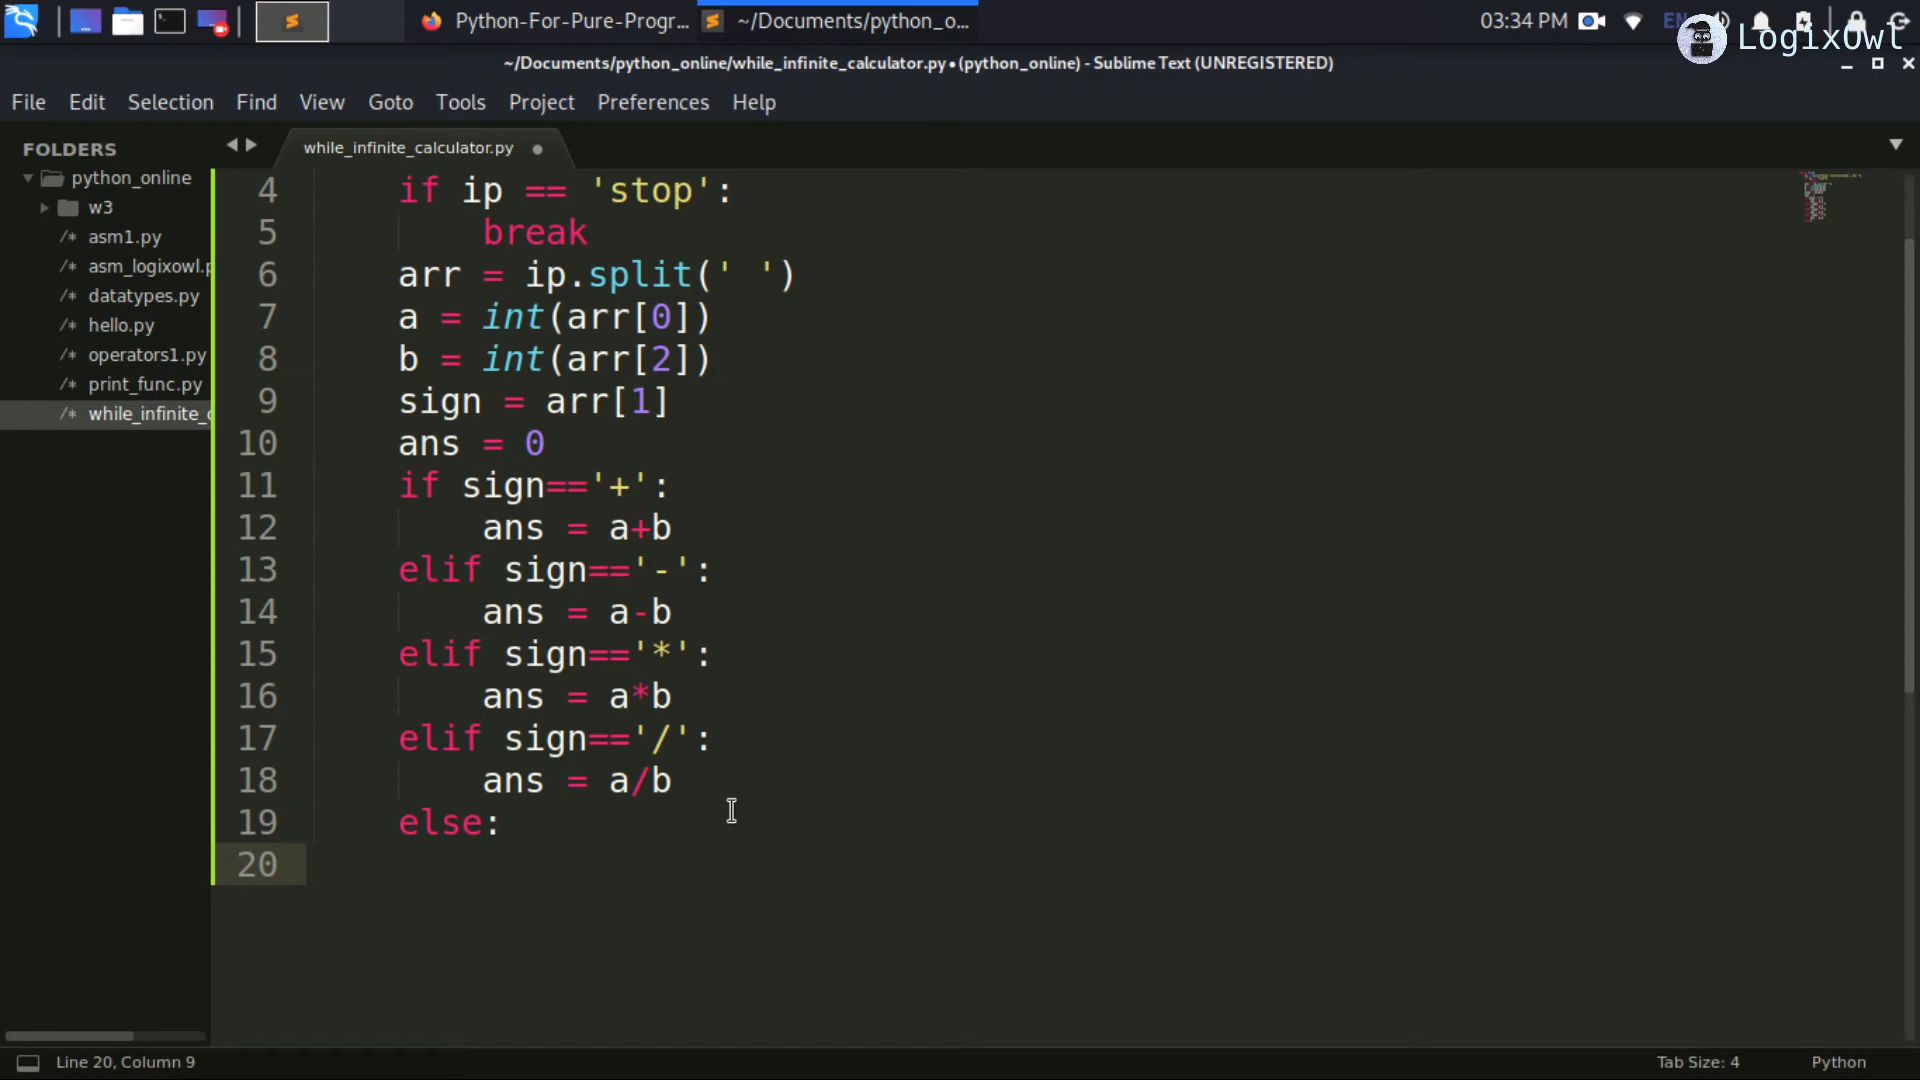 Python-For-Pure-Progr...
~/Documents/python_o...
03:34 PM
EN
LogixOwl
~/Documents/python_online/while_infinite_calculator.py • (python_online) - Sublime Text (UNREGISTERED)
File Edit Selection Find View Goto Tools Project Preferences Help
FOLDERS
python_online
w3
/* asm1.py
/* asm_logixowl.p
/* datatypes.py
/* hello.py
/* operators1.py
/* print_func.py
/* while_infinite_c
while_infinite_calculator.py
4 if ip == 'stop':
5 break
6 arr = ip.split(' ')
7 a = int(arr[0])
8 b = int(arr[2])
9 sign = arr[1]
10 ans = 0
11 if sign=='+':
12 ans = a+b
13 elif sign=='-':
14 ans = a-b
15 elif sign=='*':
16 ans = a*b
17 elif sign=='/':
18 ans = a/b
19 else:
20
Line 20, Column 9
Tab Size: 4
Python